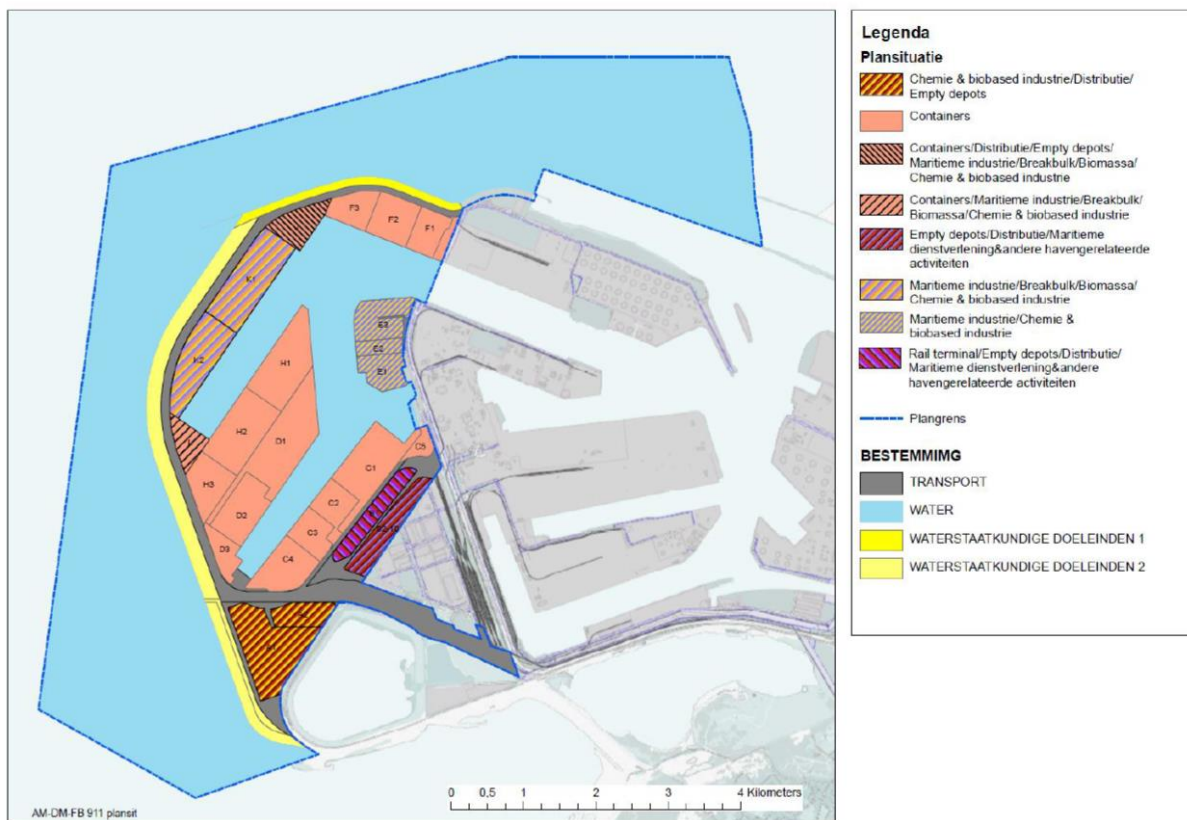 F3
F2
F1
K1
K2
E3
E2
E1
H1
H2
D1
H3
D2
D3
C5
C1
C2
C3
C4
0 0,5 1 2 3 4 Kilometers
AM-DM-FB 911 plansit
Legenda
Plansituatie
Chemie & biobased industrie/Distributie/
Empty depots
Containers
Containers/Distributie/Empty depots/
Maritieme industrie/Breakbulk/Biomassa/
Chemie & biobased industrie
Containers/Maritieme industrie/Breakbulk/
Biomassa/Chemie & biobased industrie
Empty depots/Distributie/Maritieme
dienstverlening&andere havengerelateerde
activiteiten
Maritieme industrie/Breakbulk/Biomassa/
Chemie & biobased industrie
Maritieme industrie/Chemie &
biobased industrie
Rail terminal/Empty depots/Distributie/
Maritieme dienstverlening&andere
havengerelateerde activiteiten
Plangrens
BESTEMMIMG
TRANSPORT
WATER
WATERSTAATKUNDIGE DOELEINDEN 1
WATERSTAATKUNDIGE DOELEINDEN 2